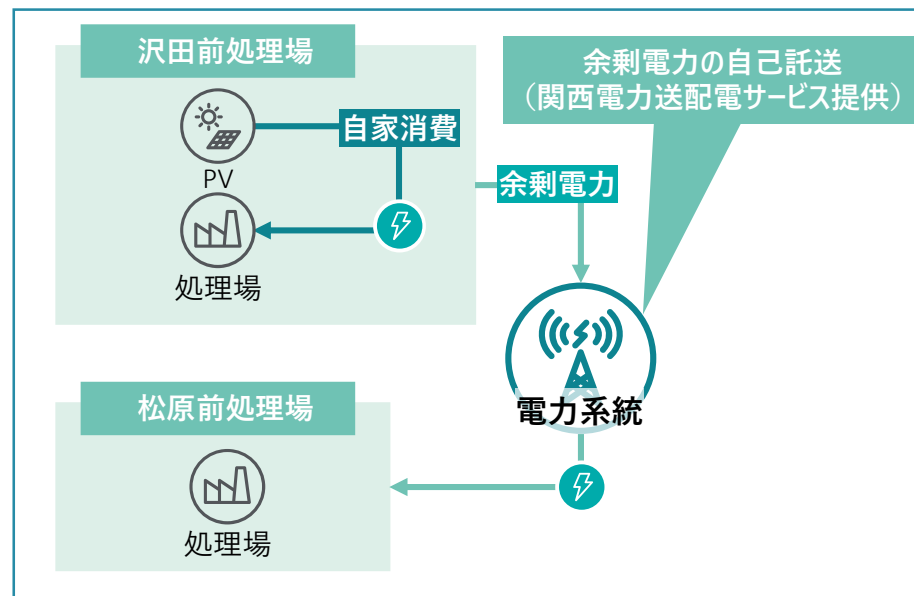 沢田前処理場
余剰電力の自己託送
（関西電力送配電サービス提供）
自家消費
PV
余剰電力
処理場
電力系統
松原前処理場
処理場